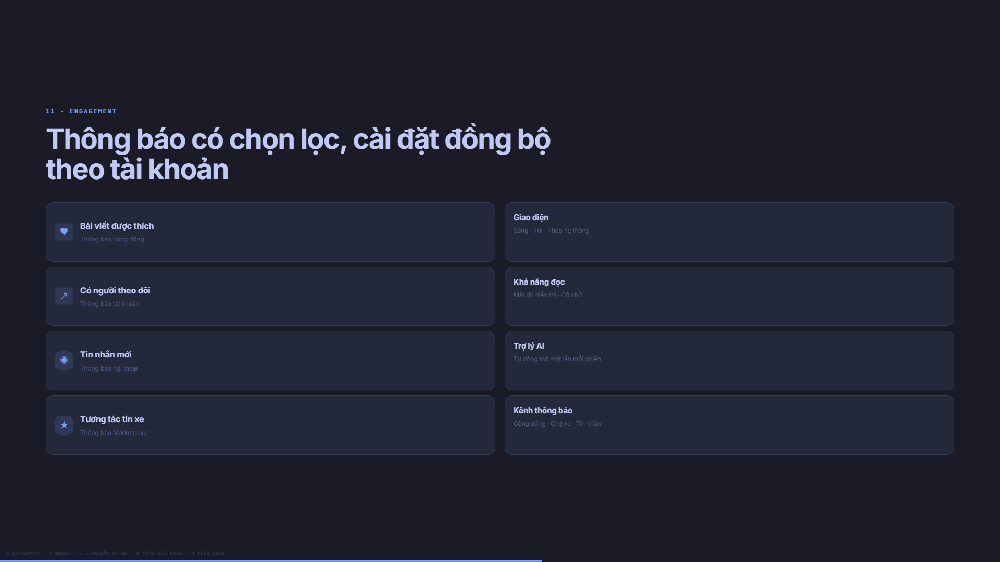 11 · ENGAGEMENT
Thông báo có chọn lọc, cài đặt đồng bộ
theo tài khoản
Bài viết được thích
Thông báo cộng đồng
Có người theo dõi
Thông báo tài khoản
Tin nhắn mới
Thông báo hội thoại
Tương tác tin xe
Thông báo Marketplace
Giao diện
Sáng · Tối · Theo hệ thống
Khả năng đọc
Mật độ hiển thị · Cỡ chữ
Trợ lý AI
Tự động mở một lần mỗi phiên
Kênh thông báo
Cộng đồng · Chợ xe · Tin nhắn
S presenter · T theme · ← → chuyển slide · F toàn màn hình · O tổng quan